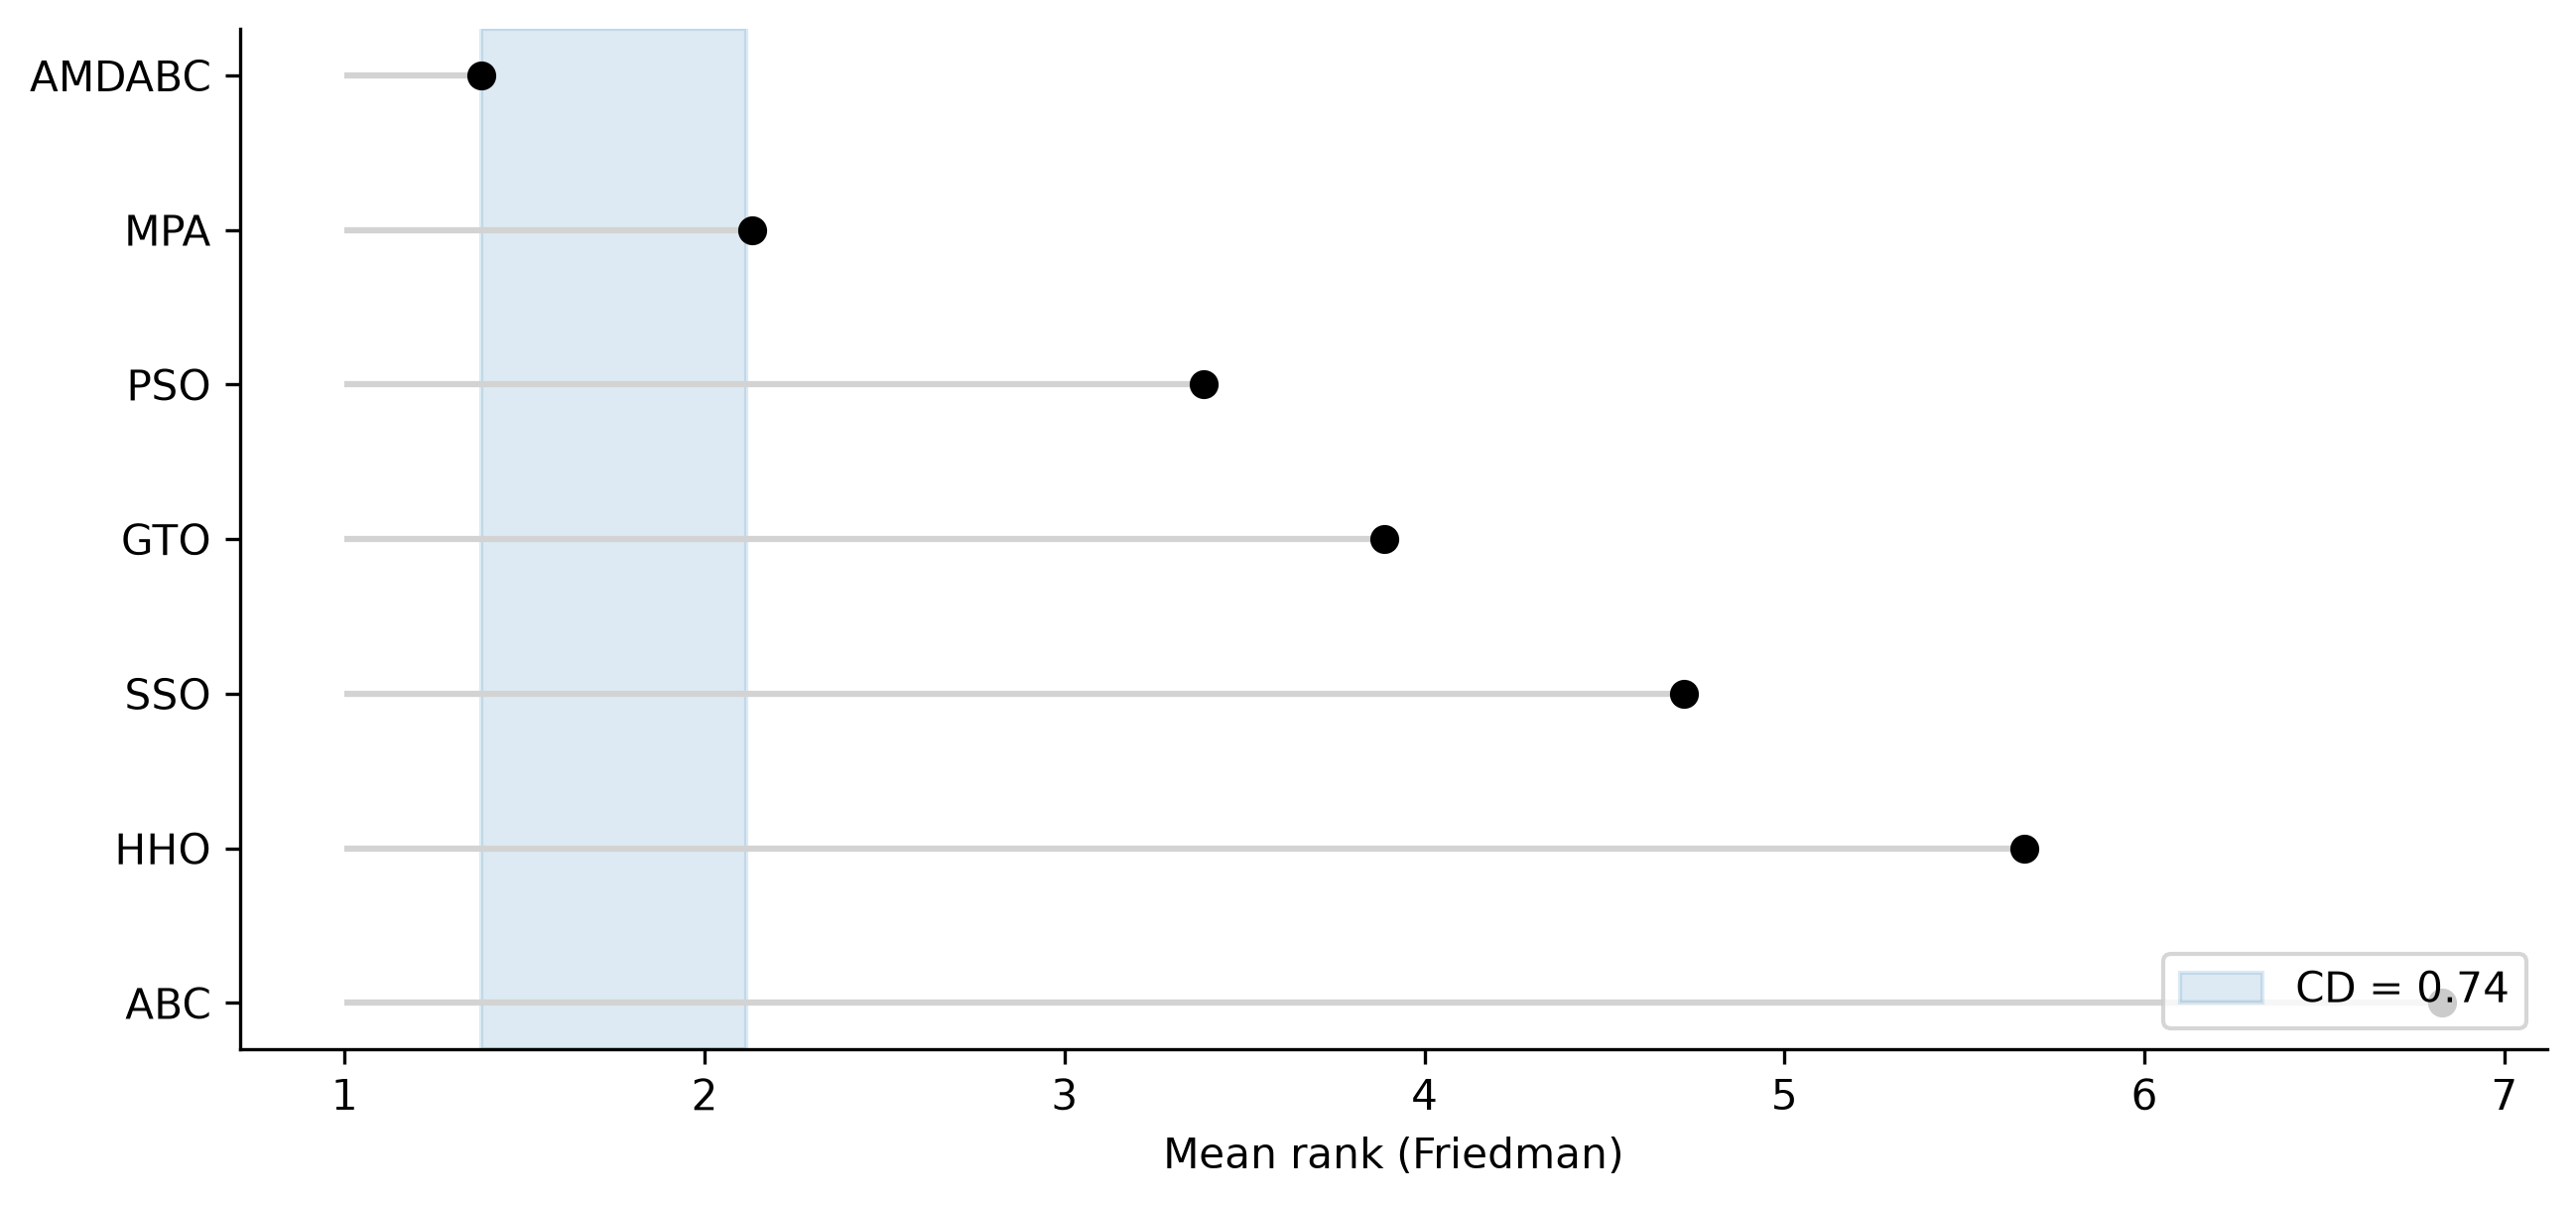 AMDABC
MPA
PSO
GTO
SSO
HHO
ABC
CD = 0.74
1 2 3 4 5 6 7
Mean rank (Friedman)